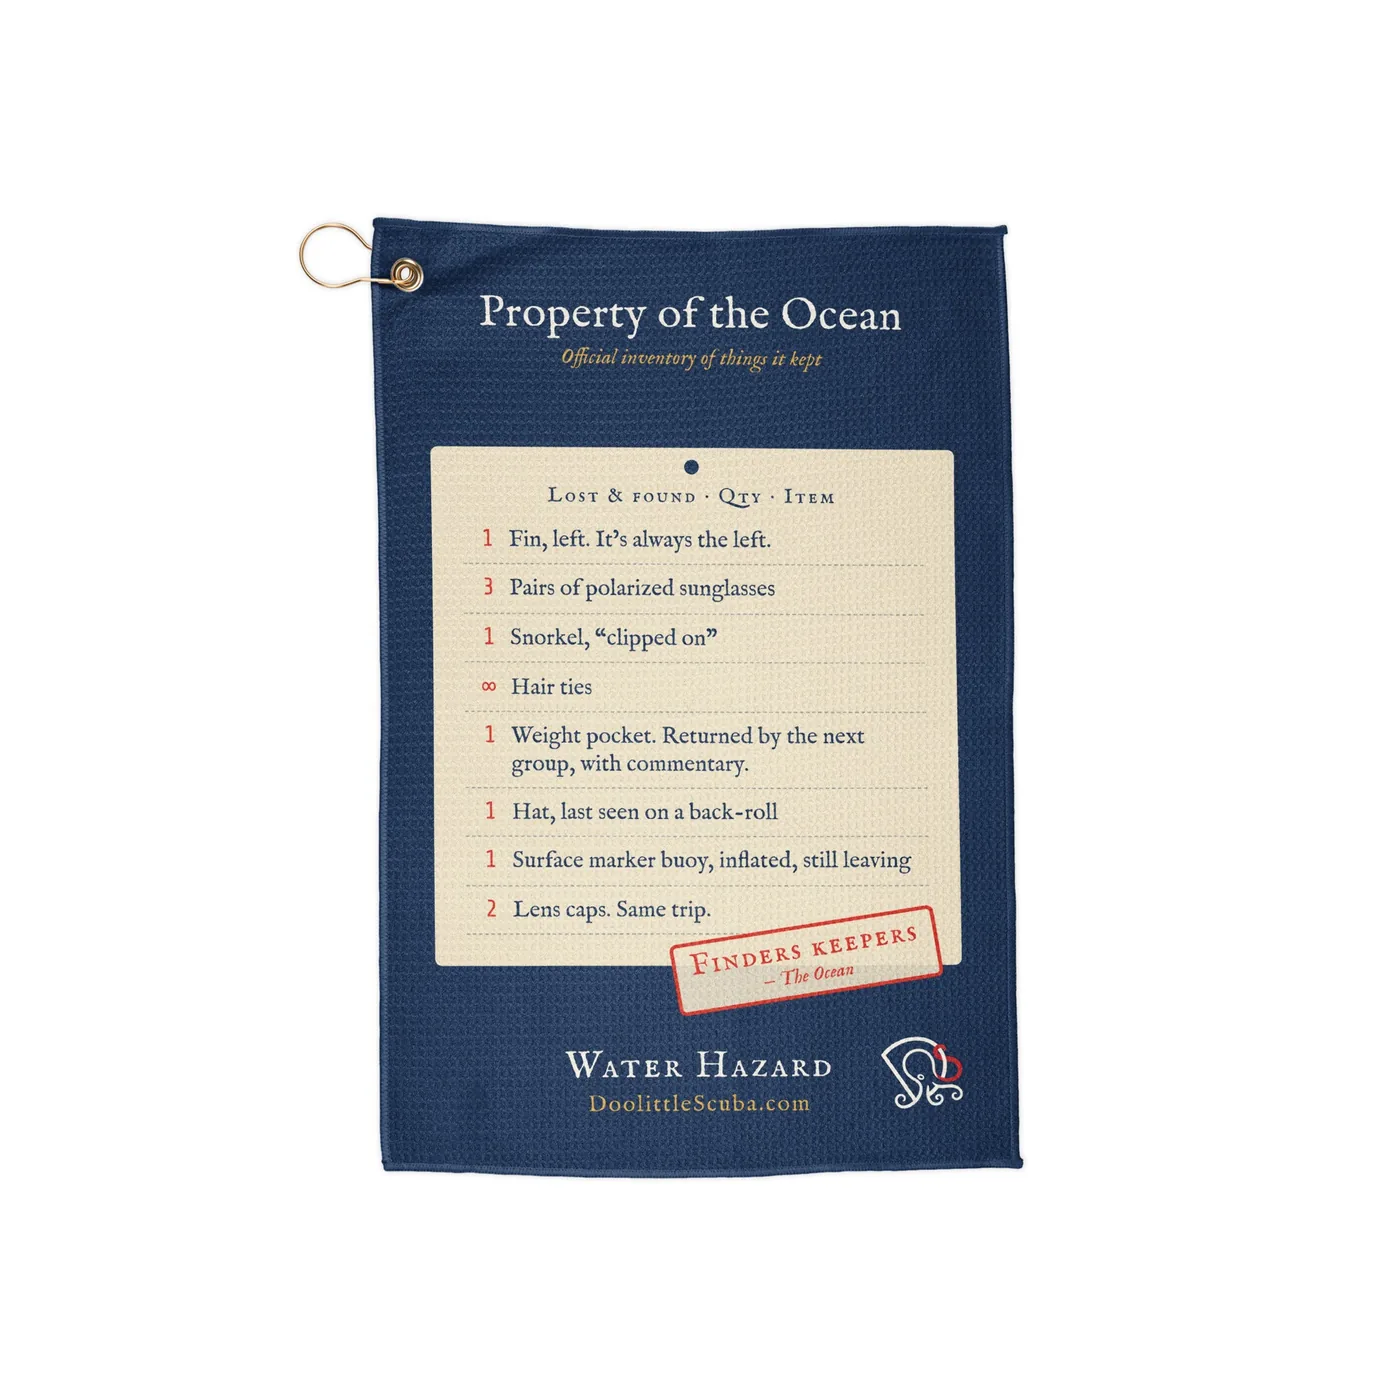 Property of the Ocean
Official inventory of things it kept
Lost & found · Qty · Item
1 Fin, left. It’s always the left.
3 Pairs of polarized sunglasses
1 Snorkel, “clipped on”
∞ Hair ties
1 Weight pocket. Returned by the next
group, with commentary.
1 Hat, last seen on a back-roll
1 Surface marker buoy, inflated, still leaving
2 Lens caps. Same trip.
Finders keepers
– The Ocean
Water Hazard
DoolittleScuba.com